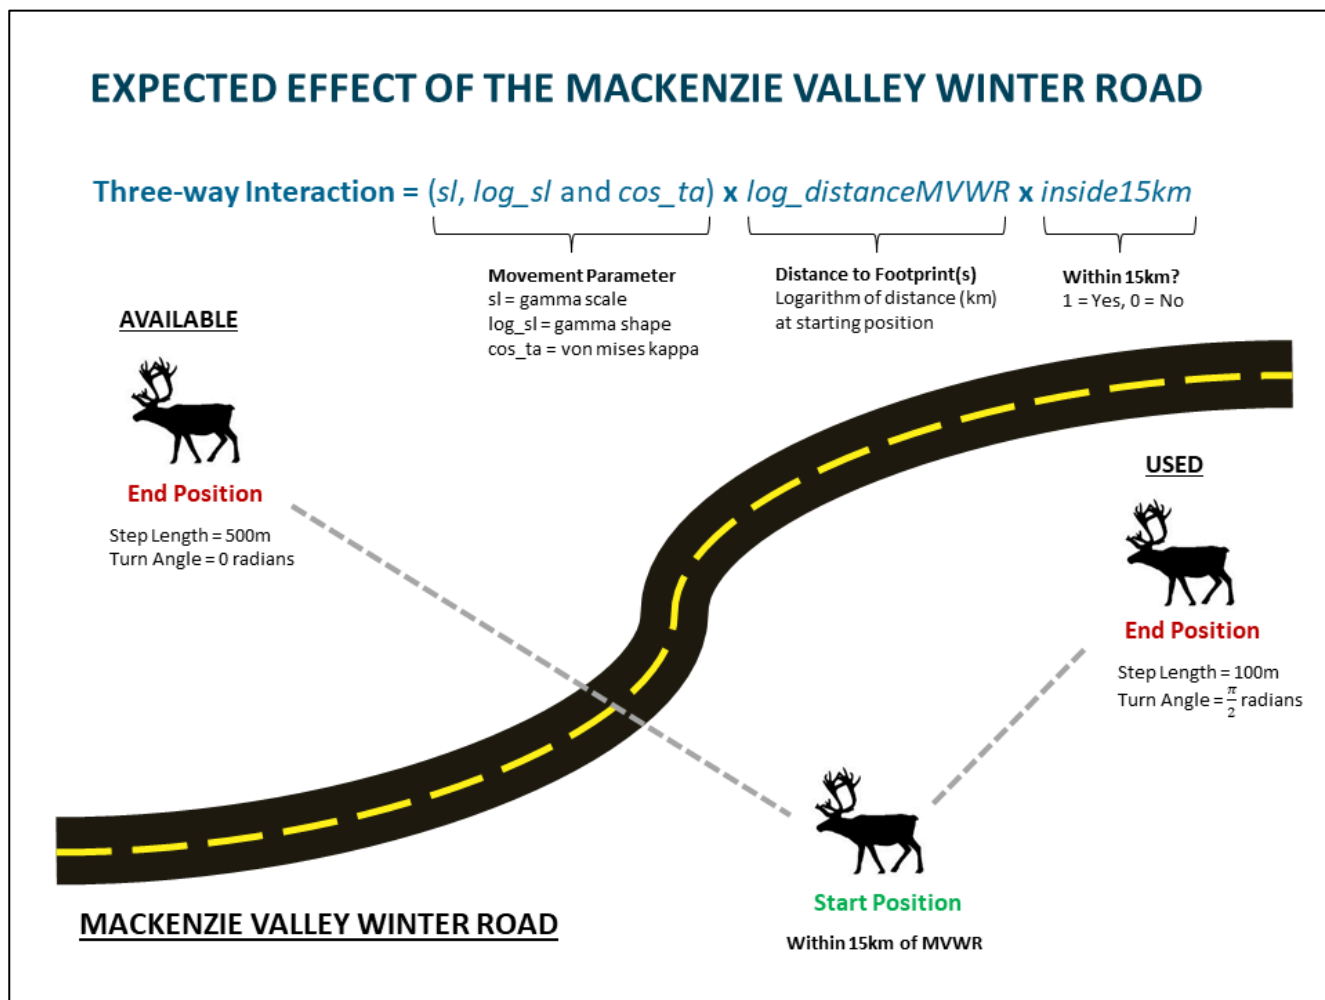 EXPECTED EFFECT OF THE MACKENZIE VALLEY WINTER ROAD
Three-way Interaction = (sl, log_sl and cos_ta) x log_distanceMVWR x inside15km
Movement Parameter
sl = gamma scale
log_sl = gamma shape
cos_ta = von mises kappa
Distance to Footprint(s)
Logarithm of distance (km)
at starting position
Within 15km?
1 = Yes, 0 = No
AVAILABLE
End Position
Step Length = 500m
Turn Angle = 0 radians
USED
End Position
Step Length = 100m
Turn Angle = π/2 radians
Start Position
Within 15km of MVWR
MACKENZIE VALLEY WINTER ROAD